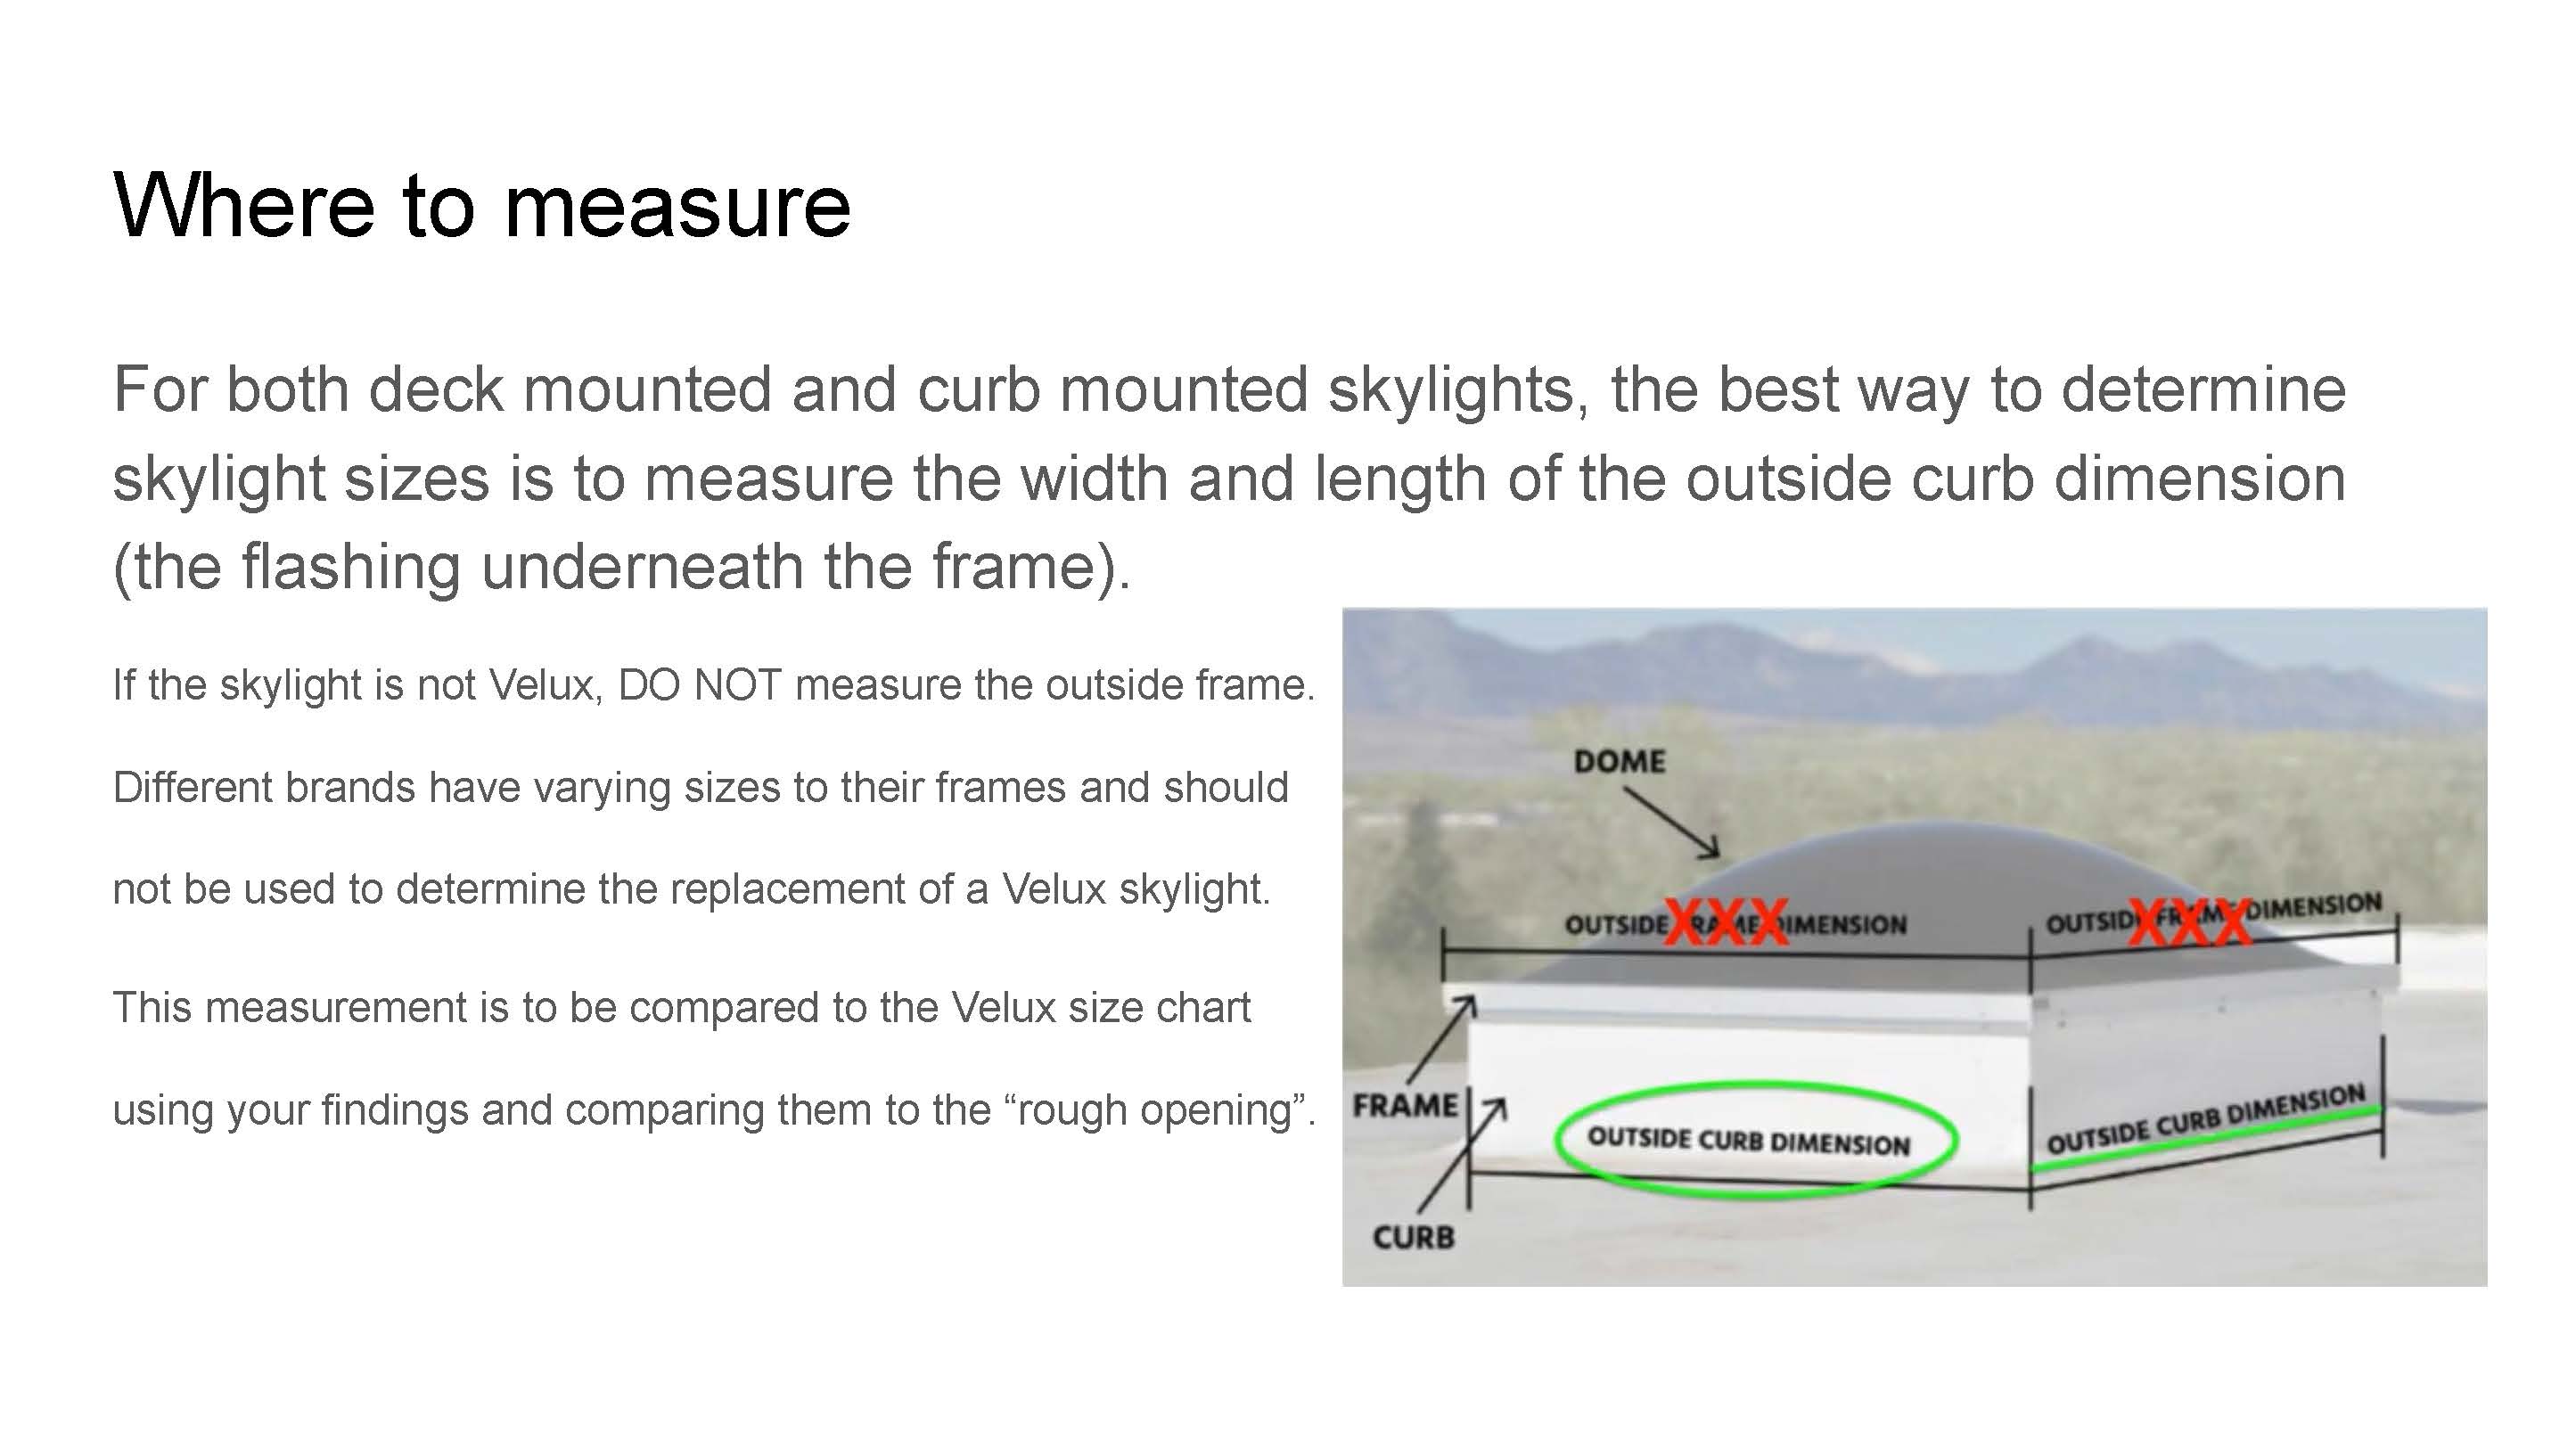 Where to measure
For both deck mounted and curb mounted skylights, the best way to determine
skylight sizes is to measure the width and length of the outside curb dimension
(the flashing underneath the frame).
If the skylight is not Velux, DO NOT measure the outside frame.
Different brands have varying sizes to their frames and should
not be used to determine the replacement of a Velux skylight.
This measurement is to be compared to the Velux size chart
using your findings and comparing them to the “rough opening”.
DOME
OUTSIDE FRAME DIMENSION
XXX
OUTSIDE FRAME DIMENSION
XXX
FRAME
OUTSIDE CURB DIMENSION
OUTSIDE CURB DIMENSION
CURB